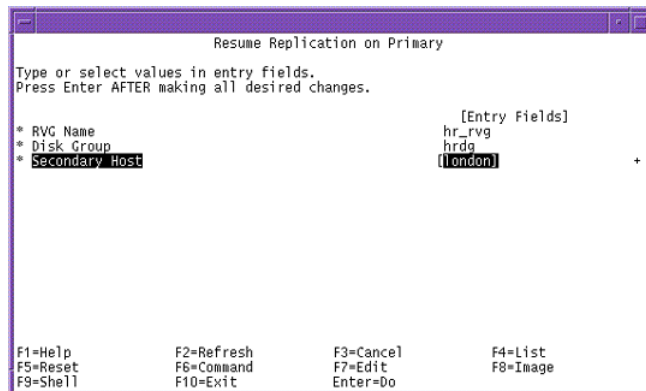 Resume Replication on Primary
Type or select values in entry fields.
Press Enter AFTER making all desired changes.
[Entry Fields]
* RVG Name hr_rvg
* Disk Group hrdg
* Secondary Host [london] +
F1=Help F2=Refresh F3=Cancel F4=List
F5=Reset F6=Command F7=Edit F8=Image
F9=Shell F10=Exit Enter=Do